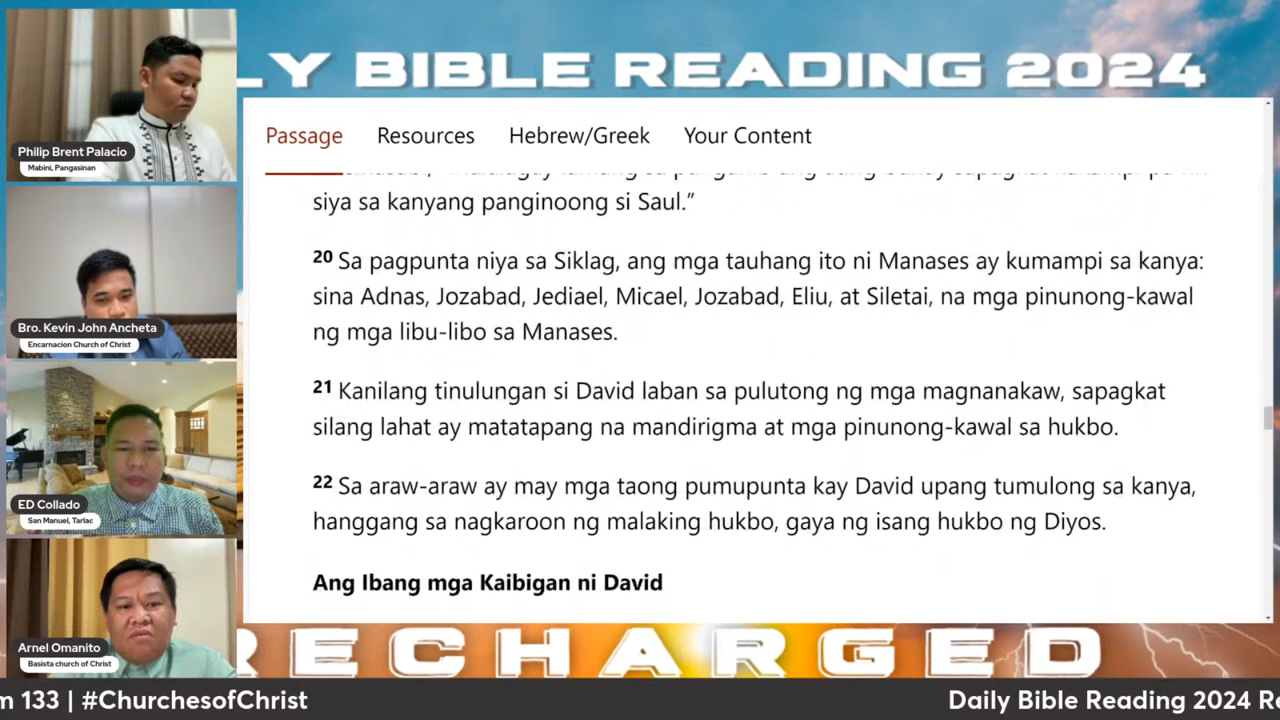 LY BIBLE READING 2024
Philip Brent Palacio
Mabini, Pangasinan
Bro. Kevin John Ancheta
Encarnacion Church of Christ
ED Collado
San Manuel, Tarlac
Arnel Omanito
Basista church of Christ
Passage Resources Hebrew/Greek Your Content
siya sa kanyang panginoong si Saul.”
20 Sa pagpunta niya sa Siklag, ang mga tauhang ito ni Manases ay kumampi sa kanya:
sina Adnas, Jozabad, Jediael, Micael, Jozabad, Eliu, at Siletai, na mga pinunong-kawal
ng mga libu-libo sa Manases.
21 Kanilang tinulungan si David laban sa pulutong ng mga magnanakaw, sapagkat
silang lahat ay matatapang na mandirigma at mga pinunong-kawal sa hukbo.
22 Sa araw-araw ay may mga taong pumupunta kay David upang tumulong sa kanya,
hanggang sa nagkaroon ng malaking hukbo, gaya ng isang hukbo ng Diyos.
Ang Ibang mga Kaibigan ni David
RECHARGED
m 133 | #ChurchesofChrist
Daily Bible Reading 2024 Re